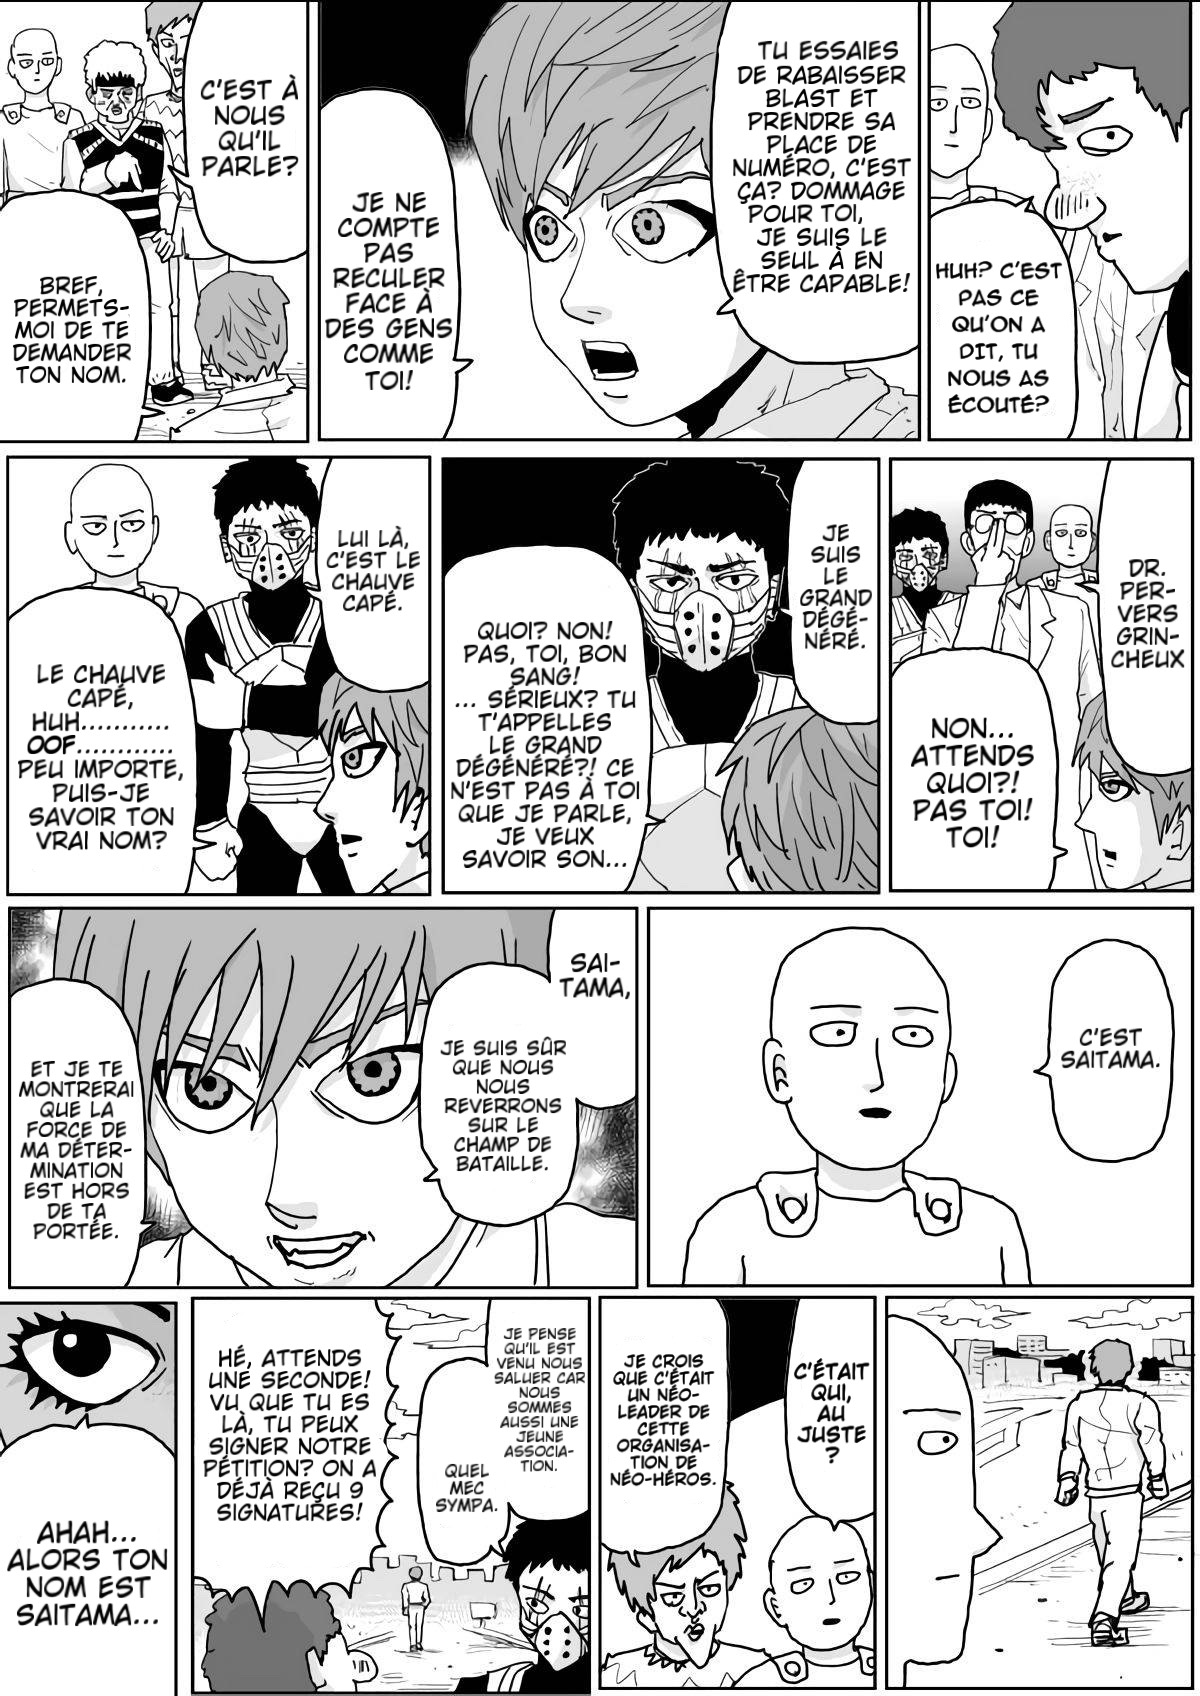 HUH? C'EST
PAS CE
QU'ON A
DIT, TU
NOUS AS
ÉCOUTÉ?
TU ESSAIES
DE RABAISSER
BLAST ET
PRENDRE SA
PLACE DE
NUMÉRO, C'EST
ÇA? DOMMAGE
POUR TOI,
JE SUIS LE
SEUL À EN
ÊTRE CAPABLE!
JE NE
COMPTE
PAS
RECULER
FACE À
DES GENS
COMME
TOI!
C'EST À
NOUS
QU'IL
PARLE?
BREF,
PERMETS-
MOI DE TE
DEMANDER
TON NOM.
DR.
PER-
VERS
GRIN-
CHEUX
NON...
ATTENDS
QUOI?!
PAS TOI!
TOI!
JE
SUIS
LE
GRAND
DÉGÉ-
NÉRÉ.
QUOI? NON!
PAS, TOI, BON
SANG!
... SÉRIEUX? TU
T'APPELLES
LE GRAND
DÉGÉNÉRÉ?! CE
N'EST PAS À TOI
QUE JE PARLE,
JE VEUX
SAVOIR SON...
LUI LÀ,
C'EST LE
CHAUVE
CAPÉ.
LE CHAUVE
CAPÉ,
HUH...........
OOF............
PEU IMPORTE,
PUIS-JE
SAVOIR TON
VRAI NOM?
C'EST
SAITAMA.
SAI-
TAMA,
JE SUIS SÛR
QUE NOUS
NOUS
REVERRONS
SUR LE
CHAMP DE
BATAILLE.
ET JE TE
MONTRERAI
QUE LA
FORCE DE
MA DÉTER-
MINATION
EST HORS
DE TA
PORTÉE.
C'ÉTAIT
QUI,
AU
JUSTE
?
JE CROIS
QUE C'ÉTAIT
UN NÉO-
LEADER DE
CETTE
ORGANISA-
TION DE
NÉO-HÉROS.
JE PENSE
QU'IL EST
VENU NOUS
SALUER CAR
NOUS
SOMMES
AUSSI UNE
JEUNE
ASSOCIA-
TION.
QUEL
MEC
SYMPA.
HÉ, ATTENDS
UNE SECONDE!
VU QUE TU ES
LÀ, TU PEUX
SIGNER NOTRE
PÉTITION? ON A
DÉJÀ REÇU 9
SIGNATURES!
AHAH...
ALORS TON
NOM EST
SAITAMA...